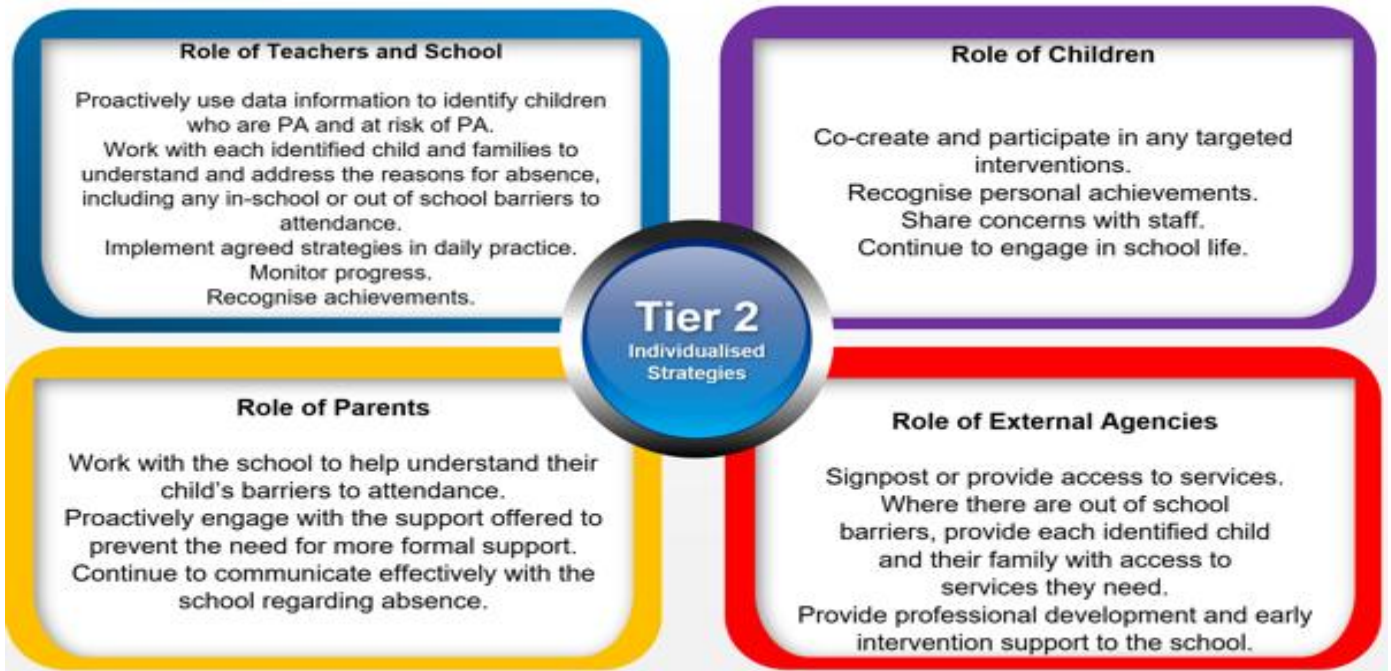 Role of Teachers and School
Proactively use data information to identify children
who are PA and at risk of PA.
Work with each identified child and families to
understand and address the reasons for absence,
including any in-school or out of school barriers to
attendance.
Implement agreed strategies in daily practice.
Monitor progress.
Recognise achievements.
Role of Children
Co-create and participate in any targeted
interventions.
Recognise personal achievements.
Share concerns with staff.
Continue to engage in school life.
Tier 2
Individualised
Strategies
Role of Parents
Work with the school to help understand their
child's barriers to attendance.
Proactively engage with the support offered to
prevent the need for more formal support.
Continue to communicate effectively with the
school regarding absence.
Role of External Agencies
Signpost or provide access to services.
Where there are out of school
barriers, provide each identified child
and their family with access to
services they need.
Provide professional development and early
intervention support to the school.